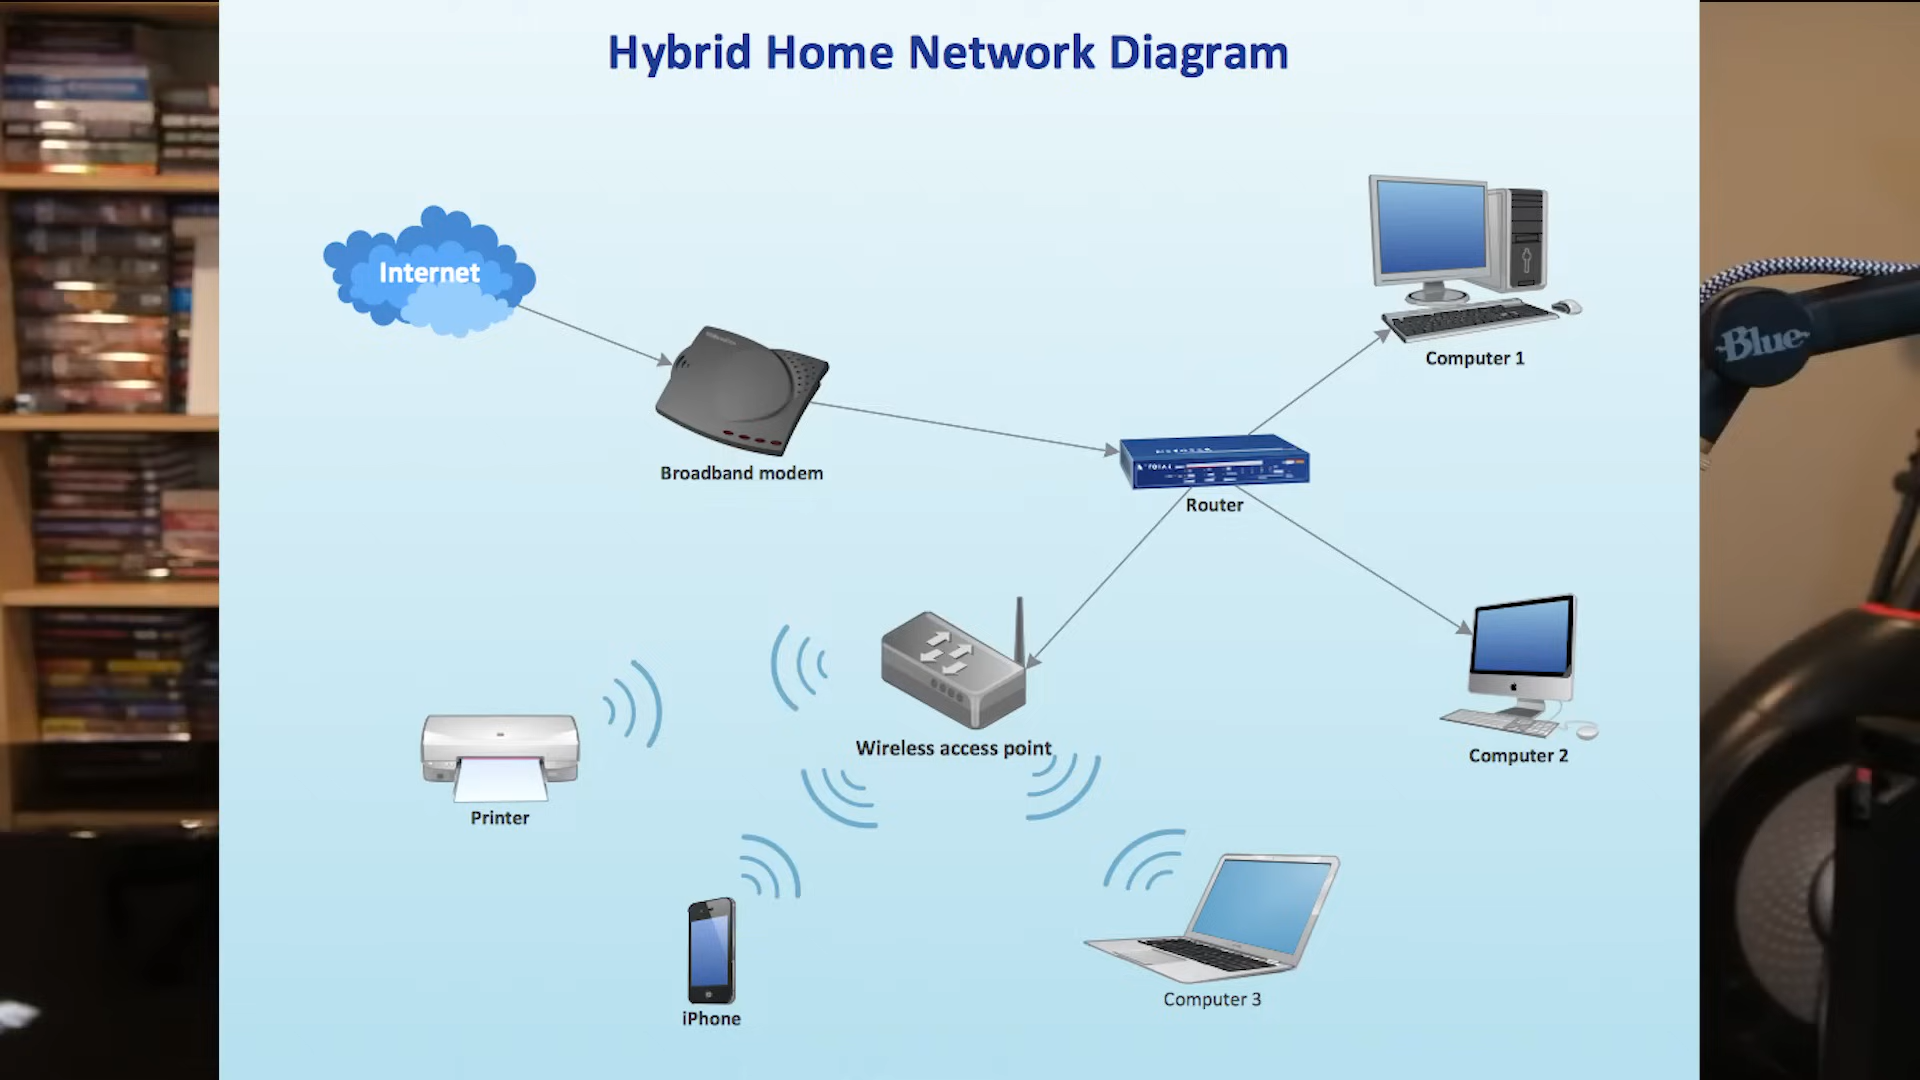 Hybrid Home Network Diagram
Internet
Computer 1
Blue
Broadband modem
Router
Wireless access point
Computer 2
Printer
Computer 3
iPhone